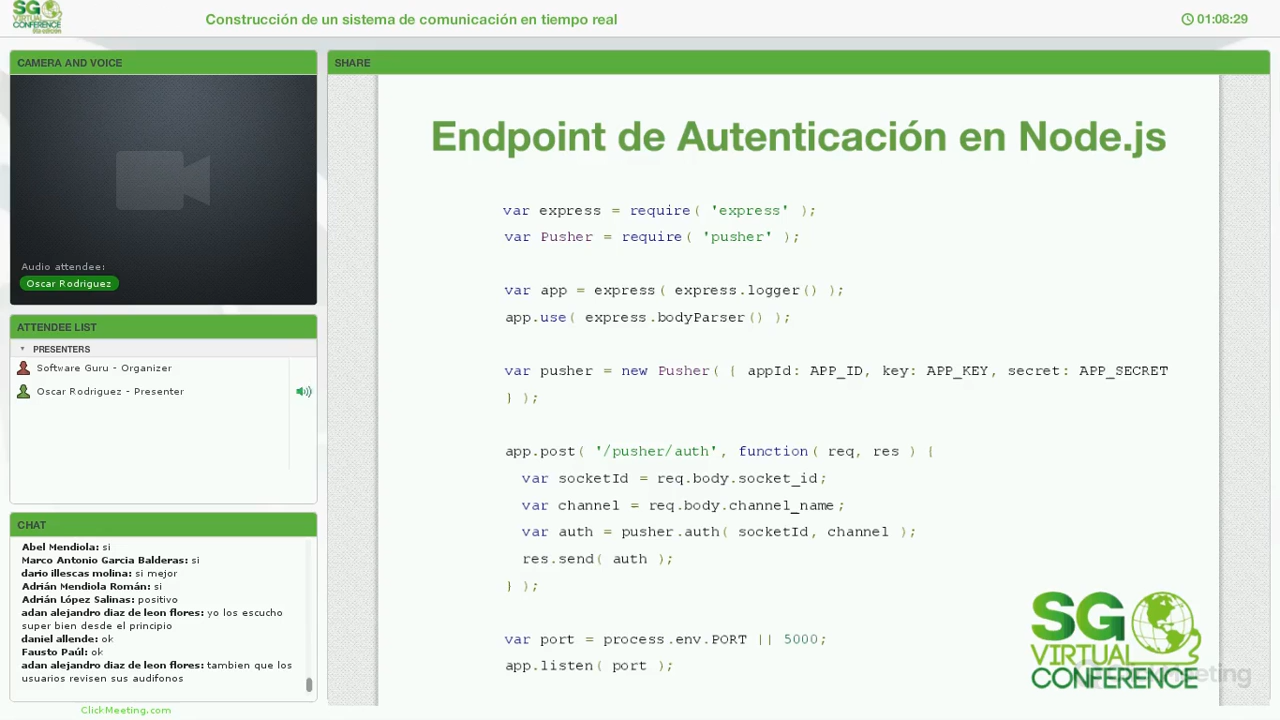 SG
VIRTUAL
CONFERENCE
Construcción de un sistema de comunicación en tiempo real
01:08:29
CAMERA AND VOICE
Audio attendee:
Oscar Rodriguez
ATTENDEE LIST
PRESENTERS
Software Guru - Organizer
Oscar Rodriguez - Presenter
CHAT
Abel Mendiola: si
Marco Antonio Garcia Balderas: si
dario illescas molina: si mejor
Adrián Mendiola Román: si
Adrián López Salinas: positivo
adan alejandro diaz de leon flores: yo los escucho
super bien desde el principio
daniel allende: ok
Fausto Paúl: ok
adan alejandro diaz de leon flores: tambien que los
usuarios revisen sus audifonos
ClickMeeting.com
SHARE
Endpoint de Autenticación en Node.js
var express = require( 'express' );
var Pusher = require( 'pusher' );
var app = express( express.logger() );
app.use( express.bodyParser() );
var pusher = new Pusher( { appId: APP_ID, key: APP_KEY, secret: APP_SECRET
} );
app.post( '/pusher/auth', function( req, res ) {
var socketId = req.body.socket_id;
var channel = req.body.channel_name;
var auth = pusher.auth( socketId, channel );
res.send( auth );
} );
var port = process.env.PORT || 5000;
app.listen( port );
SG
VIRTUAL
CONFERENCE